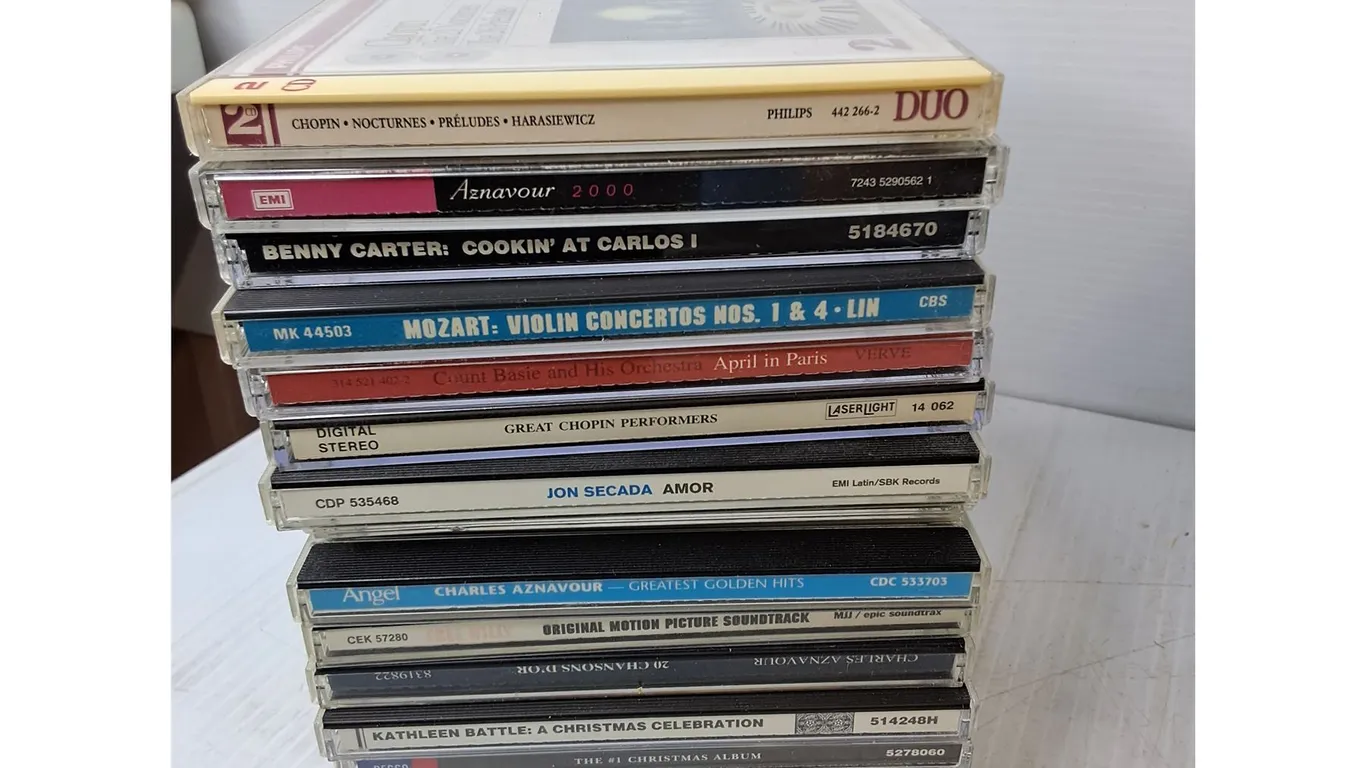 PHILIPS
2 CD
2 CD CHOPIN • NOCTURNES • PRÉLUDES • HARASIEWICZ PHILIPS 442 266-2 DUO
EMI Aznavour 2000 7243 5290562 1
BENNY CARTER: COOKIN' AT CARLOS I 5184670
MK 44503 MOZART: VIOLIN CONCERTOS NOS. 1 & 4 • LIN CBS
314 521 402-2 Count Basie and His Orchestra April in Paris VERVE
DIGITAL STEREO GREAT CHOPIN PERFORMERS LASERLIGHT 14 062
CDP 535468 JON SECADA AMOR EMI Latin/SBK Records
Angel CHARLES AZNAVOUR — GREATEST GOLDEN HITS CDC 533703
CEK 57280 FREE WILLY ORIGINAL MOTION PICTURE SOUNDTRACK MJJ / epic soundtrax
CHARLES AZNAVOUR 20 CHANSONS D'OR 8319822
KATHLEEN BATTLE: A CHRISTMAS CELEBRATION 514248H
DECCA THE #1 CHRISTMAS ALBUM 5278060